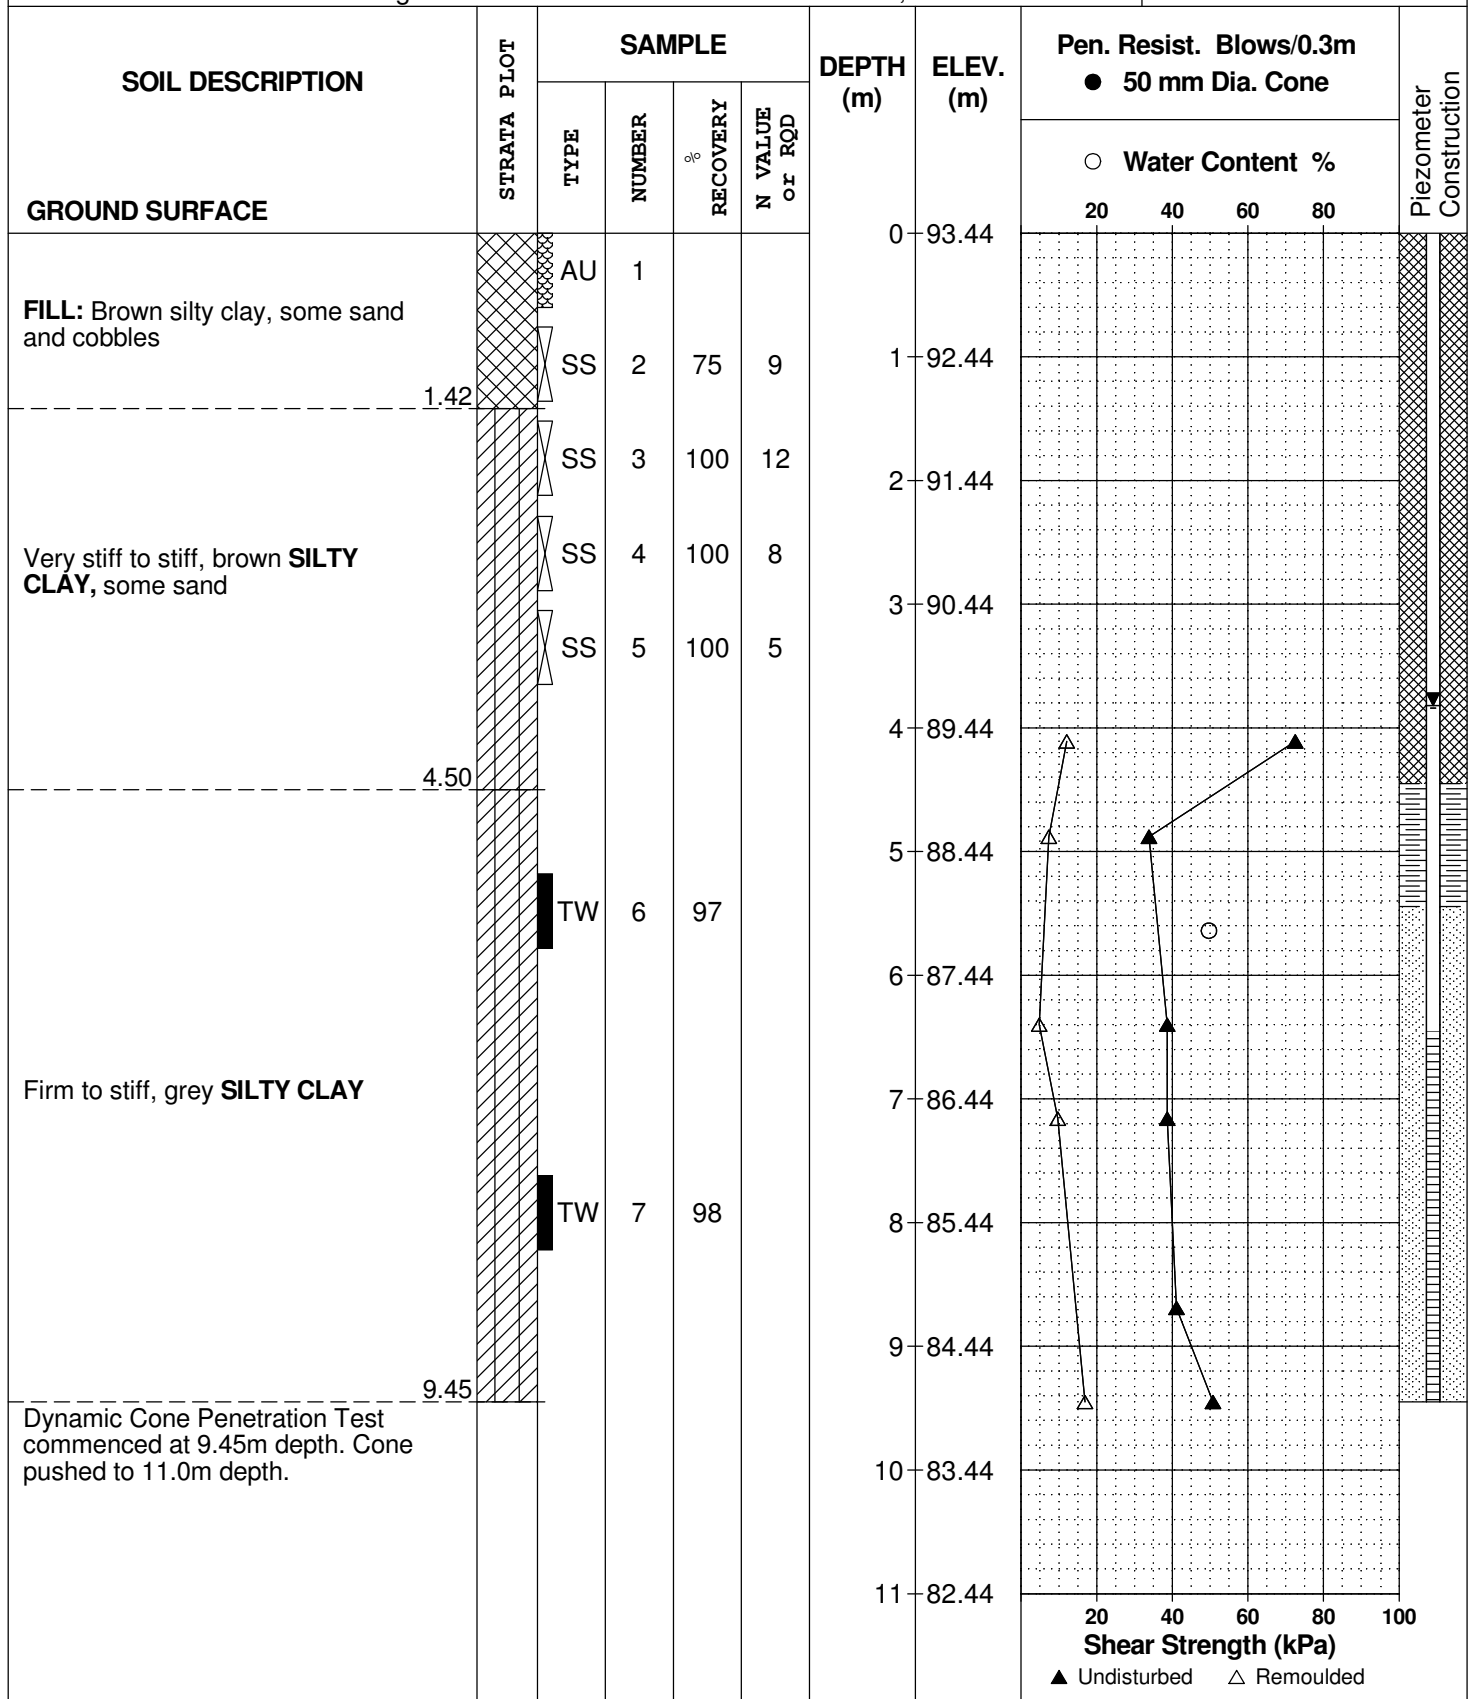 SOIL DESCRIPTION
GROUND SURFACE
STRATA PLOT
SAMPLE
TYPE
NUMBER
%
RECOVERY
N VALUE
or RQD
DEPTH
(m)
ELEV.
(m)
Pen. Resist. Blows/0.3m
● 50 mm Dia. Cone
○ Water Content %
20 40 60 80
Piezometer
Construction
0 93.44
AU 1
FILL: Brown silty clay, some sand
and cobbles
SS 2 75 9
1 92.44
1.42
SS 3 100 12
2 91.44
Very stiff to stiff, brown SILTY
CLAY, some sand
SS 4 100 8
3 90.44
SS 5 100 5
4 89.44
4.50
5 88.44
TW 6 97
6 87.44
Firm to stiff, grey SILTY CLAY
7 86.44
TW 7 98
8 85.44
9 84.44
9.45
Dynamic Cone Penetration Test
commenced at 9.45m depth. Cone
pushed to 11.0m depth.
10 83.44
11 82.44
20 40 60 80 100
Shear Strength (kPa)
▲ Undisturbed △ Remoulded